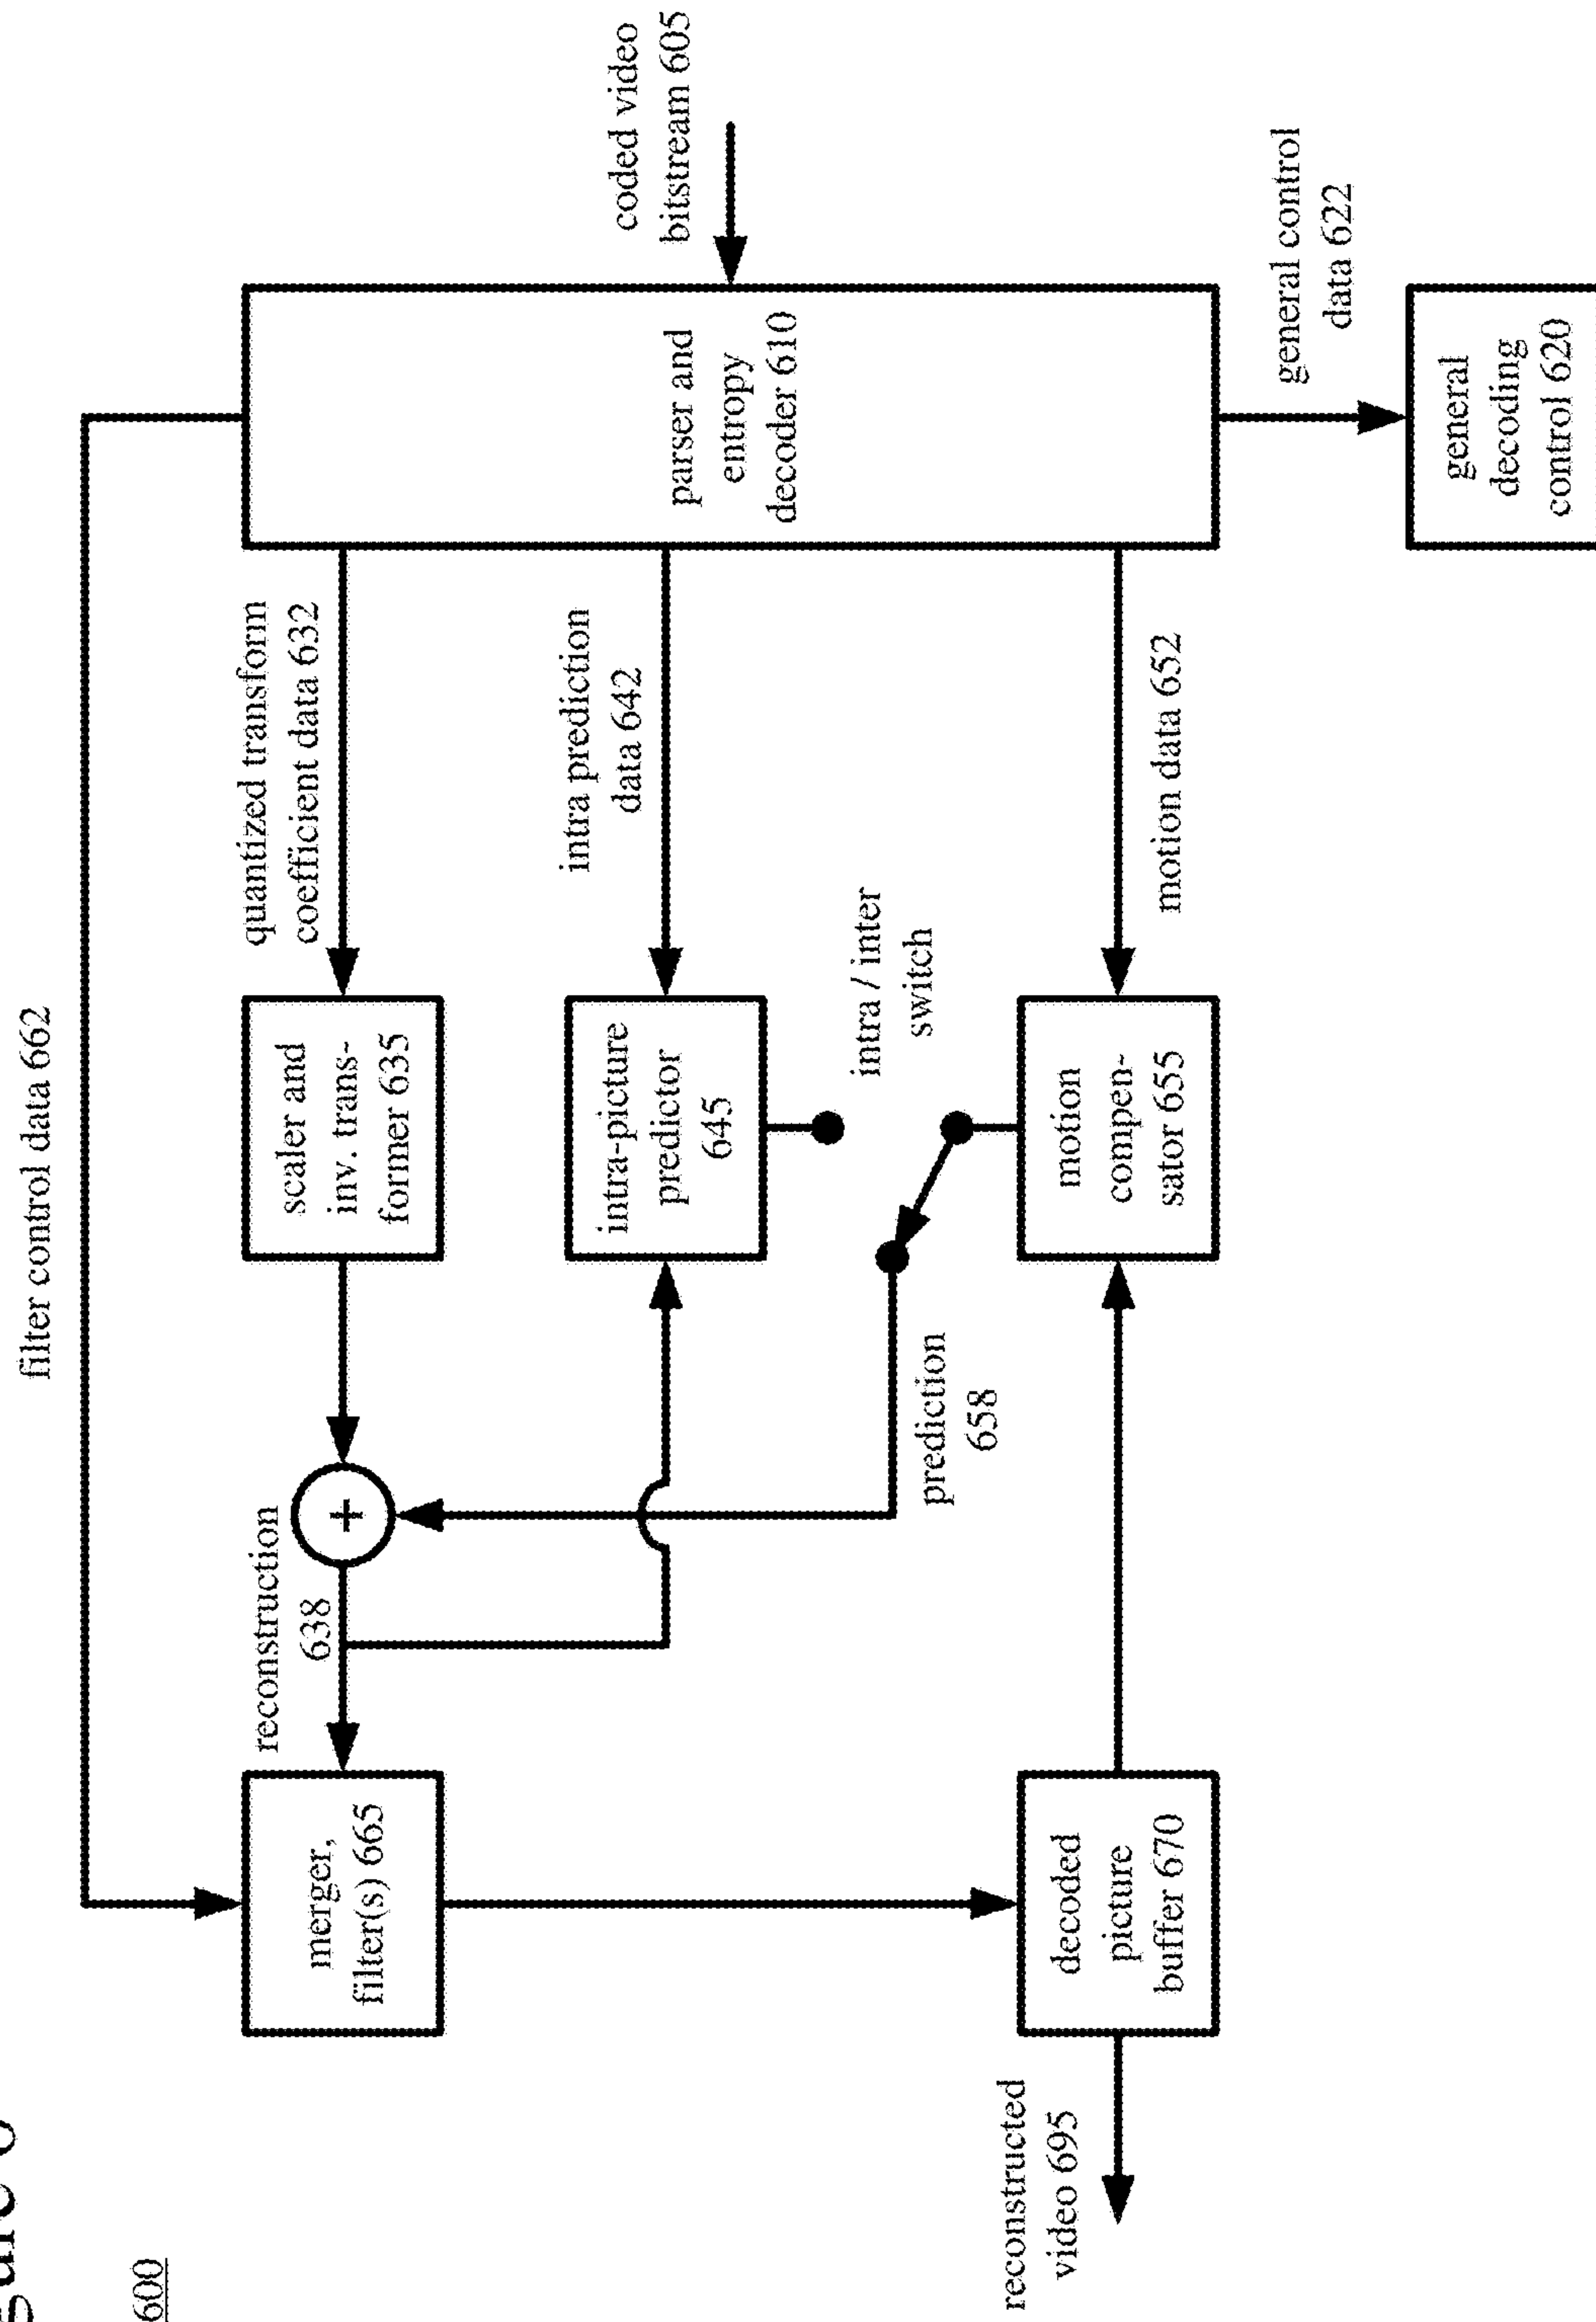 600
filter control data 662
coded video
bitstream 605
parser and
entropy
decoder 610
general control
data 622
general
decoding
control 620
quantized transform
coefficient data 632
intra prediction
data 642
motion data 652
scaler and
inv. trans-
former 635
intra-picture
predictor
645
intra / inter
switch
motion
compen-
sator 655
prediction
658
+
reconstruction
638
merger,
filter(s) 665
decoded
picture
buffer 670
reconstructed
video 695